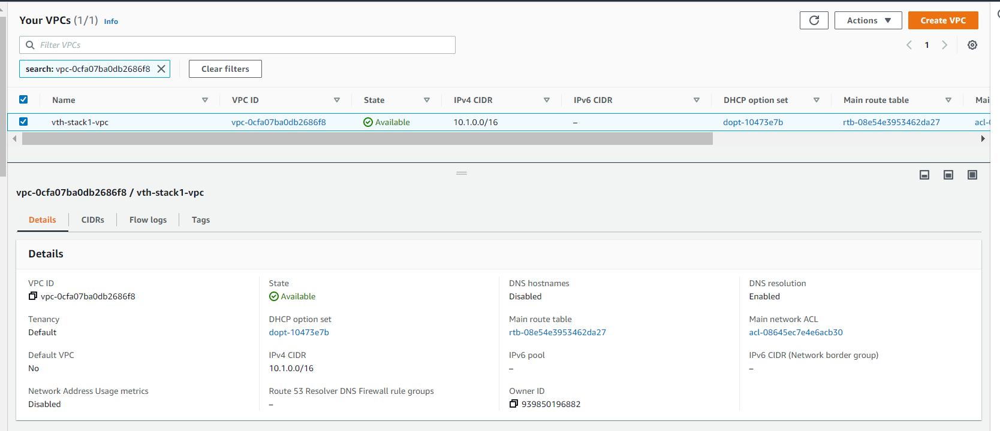 Your VPCs (1/1) Info
Actions
Create VPC
Filter VPCs
1
search: vpc-0cfa07ba0db2686f8
Clear filters
Name VPC ID State IPv4 CIDR IPv6 CIDR DHCP option set Main route table Mai
vth-stack1-vpc vpc-0cfa07ba0db2686f8 Available 10.1.0.0/16 – dopt-10473e7b rtb-08e54e3953462da27 acl-
vpc-0cfa07ba0db2686f8 / vth-stack1-vpc
Details CIDRs Flow logs Tags
Details
VPC ID State DNS hostnames DNS resolution
vpc-0cfa07ba0db2686f8 Available Disabled Enabled
Tenancy DHCP option set Main route table Main network ACL
Default dopt-10473e7b rtb-08e54e3953462da27 acl-08645ec7e4e6acb30
Default VPC IPv4 CIDR IPv6 pool IPv6 CIDR (Network border group)
No 10.1.0.0/16 – –
Network Address Usage metrics Route 53 Resolver DNS Firewall rule groups Owner ID
Disabled – 939850196882